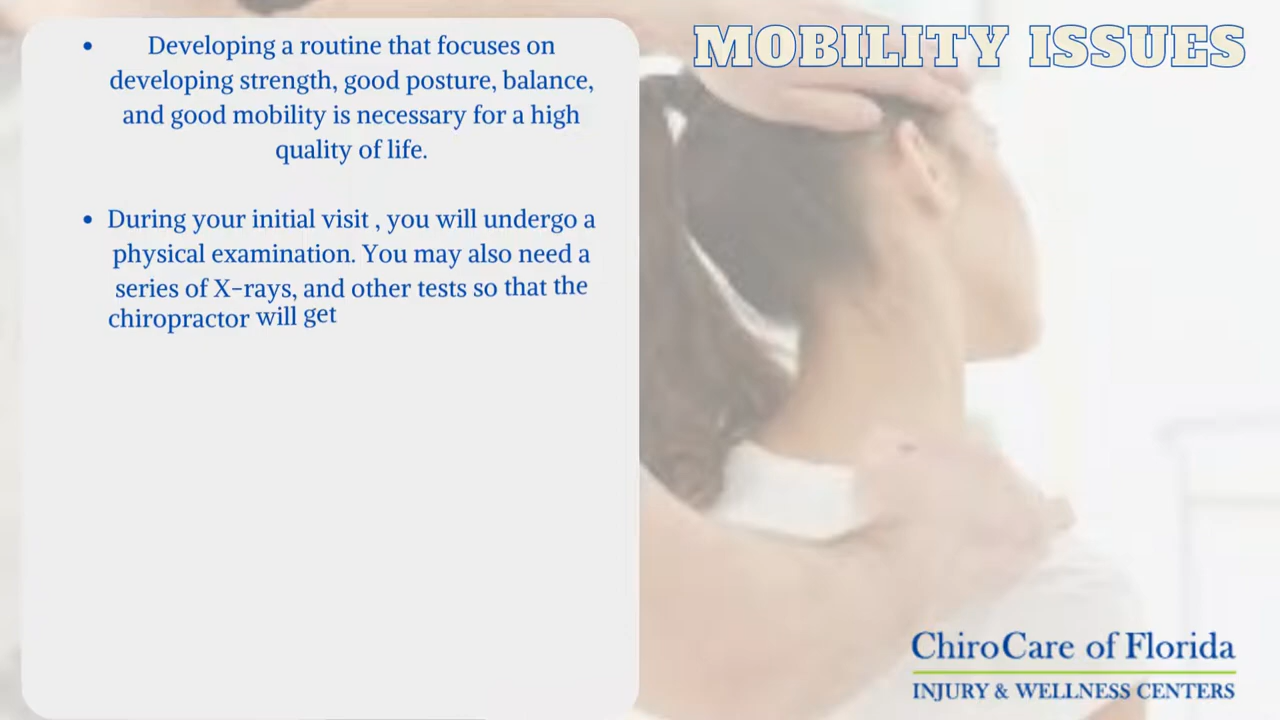 MOBILITY ISSUES
• Developing a routine that focuses on
developing strength, good posture, balance,
and good mobility is necessary for a high
quality of life.
• During your initial visit , you will undergo a
physical examination. You may also need a
series of X-rays, and other tests so that the
chiropractor will get
ChiroCare of Florida
INJURY & WELLNESS CENTERS